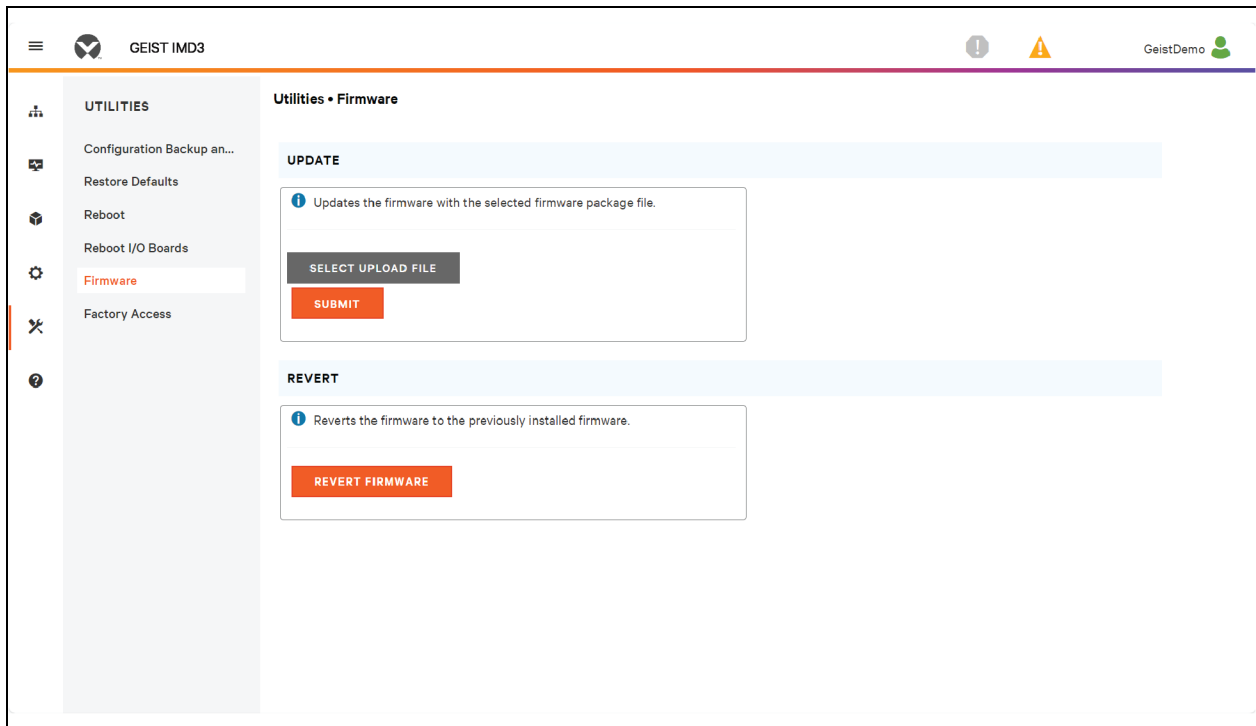 GEIST IMD3
GeistDemo
UTILITIES
Configuration Backup an...
Restore Defaults
Reboot
Reboot I/O Boards
Firmware
Factory Access
Utilities • Firmware
UPDATE
Updates the firmware with the selected firmware package file.
SELECT UPLOAD FILE
SUBMIT
REVERT
Reverts the firmware to the previously installed firmware.
REVERT FIRMWARE